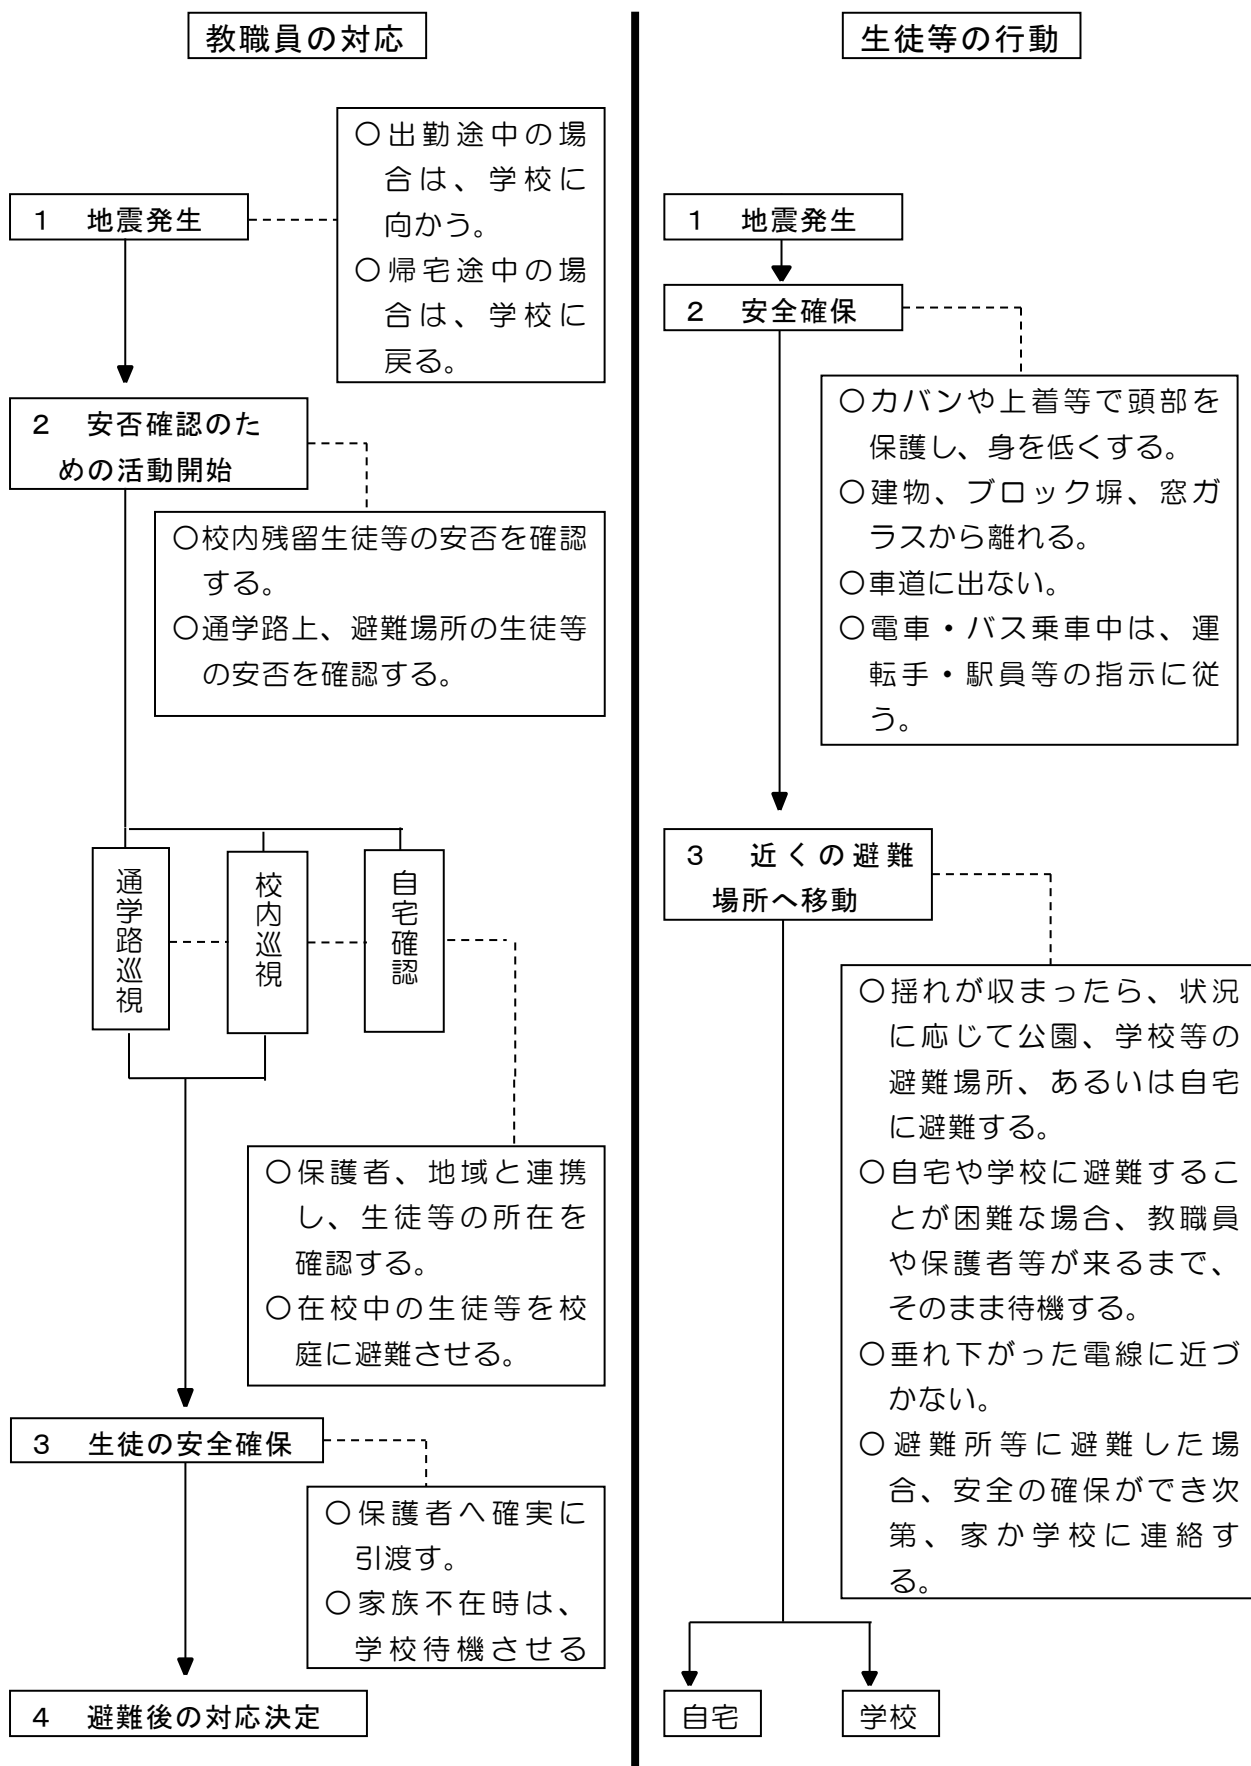 教職員の対応
〇出勤途中の場
合は、学校に
向かう。
〇帰宅途中の場
合は、学校に
戻る。
１　地震発生
２　安否確認のた
めの活動開始
〇校内残留生徒等の安否を確認
する。
〇通学路上、避難場所の生徒等
の安否を確認する。
通学路巡視
校内巡視
自宅確認
〇保護者、地域と連携
し、生徒等の所在を
確認する。
〇在校中の生徒等を校
庭に避難させる。
３　生徒の安全確保
〇保護者へ確実に
引渡す。
〇家族不在時は、
学校待機させる
４　避難後の対応決定
生徒等の行動
１　地震発生
２　安全確保
〇カバンや上着等で頭部を
保護し、身を低くする。
〇建物、ブロック塀、窓ガ
ラスから離れる。
〇車道に出ない。
〇電車・バス乗車中は、運
転手・駅員等の指示に従
う。
３　近くの避難
場所へ移動
〇揺れが収まったら、状況
に応じて公園、学校等の
避難場所、あるいは自宅
に避難する。
〇自宅や学校に避難するこ
とが困難な場合、教職員
や保護者等が来るまで、
そのまま待機する。
〇垂れ下がった電線に近づ
かない。
〇避難所等に避難した場
合、安全の確保ができ次
第、家か学校に連絡す
る。
自宅
学校